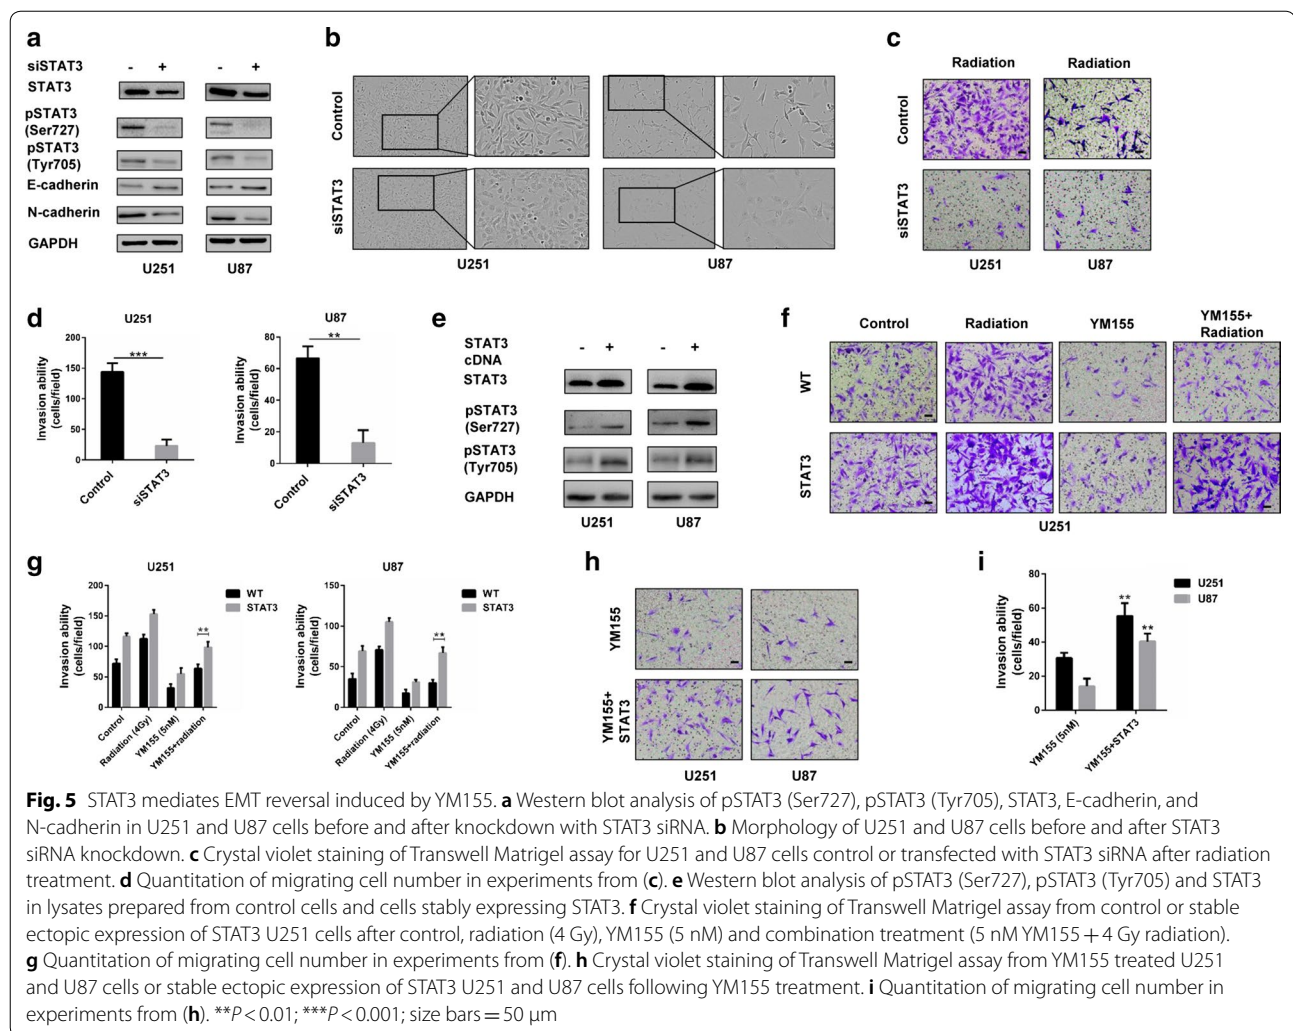 a
siSTAT3 - + - +
STAT3
pSTAT3
(Ser727)
pSTAT3
(Tyr705)
E-cadherin
N-cadherin
GAPDH
U251 U87
b
Control
siSTAT3
U251 U87
c
Radiation Radiation
Control
siSTAT3
U251 U87
d
U251
Invasion ability
(cells/field)
200
150
100
50
0
***
Control siSTAT3
U87
Invasion ability
(cells/field)
80
60
40
20
0
**
Control siSTAT3
e
STAT3
cDNA
- + - +
STAT3
pSTAT3
(Ser727)
pSTAT3
(Tyr705)
GAPDH
U251 U87
f
Control Radiation YM155 YM155+
Radiation
WT
STAT3
U251
g
U251
Invasion ability
(cells/field)
200
150
100
50
0
**
WT
STAT3
Control Radiation (4Gy) YM155 (5nM) YM155+radiation
U87
Invasion ability
(cells/field)
150
100
50
0
**
WT
STAT3
Control Radiation (4Gy) YM155 (5nM) YM155+radiation
h
YM155
YM155+
STAT3
U251 U87
i
Invasion ability
(cells/field)
80
60
40
20
0
** **
U251
U87
YM155 (5nM) YM155+STAT3
Fig. 5 STAT3 mediates EMT reversal induced by YM155. a Western blot analysis of pSTAT3 (Ser727), pSTAT3 (Tyr705), STAT3, E-cadherin, and
N-cadherin in U251 and U87 cells before and after knockdown with STAT3 siRNA. b Morphology of U251 and U87 cells before and after STAT3
siRNA knockdown. c Crystal violet staining of Transwell Matrigel assay for U251 and U87 cells control or transfected with STAT3 siRNA after radiation
treatment. d Quantitation of migrating cell number in experiments from (c). e Western blot analysis of pSTAT3 (Ser727), pSTAT3 (Tyr705) and STAT3
in lysates prepared from control cells and cells stably expressing STAT3. f Crystal violet staining of Transwell Matrigel assay from control or stable
ectopic expression of STAT3 U251 cells after control, radiation (4 Gy), YM155 (5 nM) and combination treatment (5 nM YM155 + 4 Gy radiation).
g Quantitation of migrating cell number in experiments from (f). h Crystal violet staining of Transwell Matrigel assay from YM155 treated U251
and U87 cells or stable ectopic expression of STAT3 U251 and U87 cells following YM155 treatment. i Quantitation of migrating cell number in
experiments from (h). **P < 0.01; ***P < 0.001; size bars = 50 μm